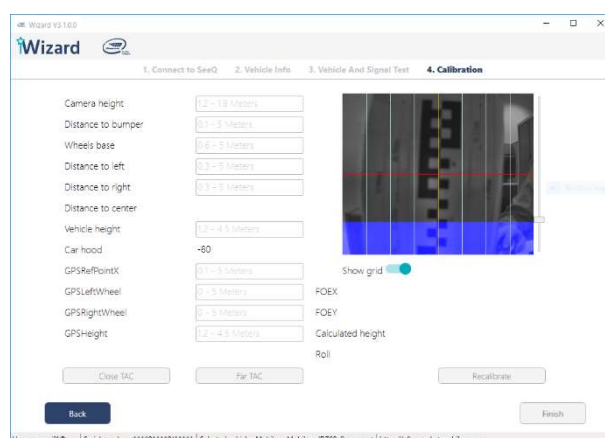 Wizard V3.1.0.0
Wizard
1. Connect to SeeQ 2. Vehicle Info 3. Vehicle And Signal Test 4. Calibration
Camera height 1.2 - 1.8 Meters
Distance to bumper 0.1 - 5 Meters
Wheels base 0.6 - 5 Meters
Distance to left 0.3 - 5 Meters
Distance to right 0.3 - 5 Meters
Distance to center
Vehicle height 1.2 - 4.5 Meters
Car hood -60
GPSRefPointX 0.1 - 5 Meters Show grid
GPSLeftWheel 0 - 5 Meters FOEX
GPSRightWheel 0 - 5 Meters FOEY
GPSHeight 1.2 - 4.5 Meters Calculated height
Roll
Close TAC Far TAC Recalibrate
Back Finish